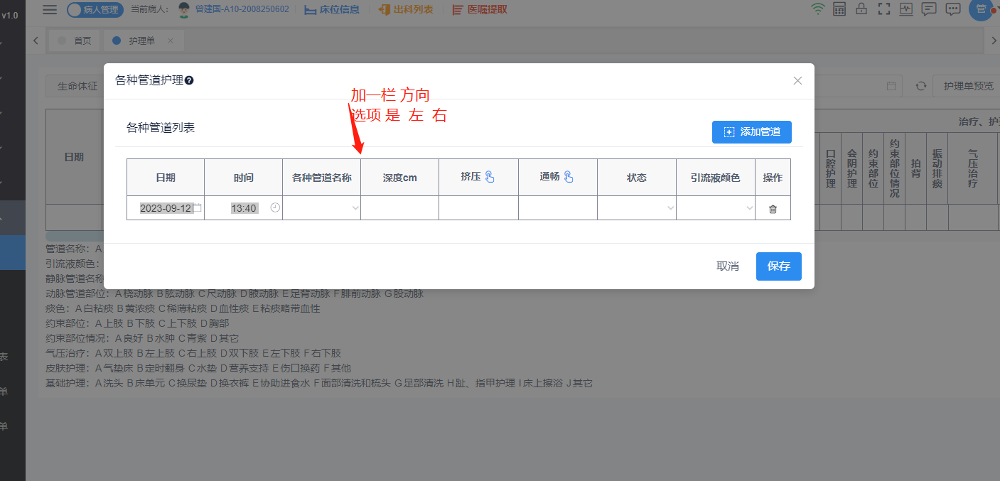 v1.0 病人管理 当前病人： 曾建国-A10-2008250602 床位信息 出科列表 医嘱提取 管
首页 护理单
生命体征 护理单预览
各种管道护理
加一栏 方向
选项 是 左 右
各种管道列表 添加管道
治疗、护
日期
口腔护理 会阴护理 约束部位 约束部位情况 拍背 振动排痰 气压治疗
日期 时间 各种管道名称 深度cm 挤压 通畅 状态 引流液颜色 操作
2023-09-12 13:40
取消 保存
管道名称： A
引流液颜色：
静脉管道名称
动脉管道部位： A桡动脉 B肱动脉 C尺动脉 D腋动脉 E足背动脉 F腓前动脉 G股动脉
痰色： A白粘痰 B黄浓痰 C稀薄粘痰 D血性痰 E粘痰略带血性
约束部位： A上肢 B下肢 C上下肢 D胸部
约束部位情况： A良好 B水肿 C青紫 D其它
气压治疗： A双上肢 B左上肢 C右上肢 D双下肢 E左下肢 F右下肢
皮肤护理： A气垫床 B定时翻身 C水垫 D营养支持 E伤口换药 F其他
基础护理： A洗头 B床单元 C换尿垫 D换衣裤 E协助进食水 F面部清洗和梳头 G足部清洗 H趾、指甲护理 I床上擦浴 J其它
表
单
单